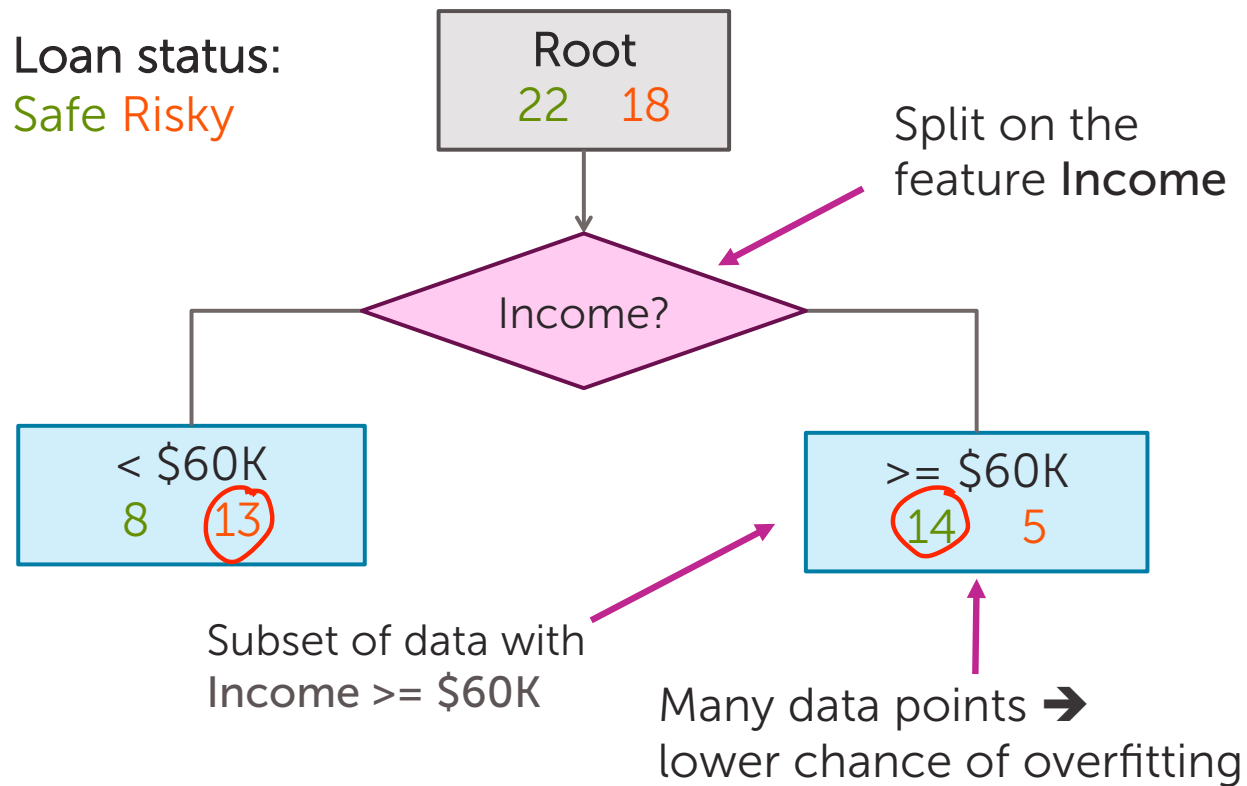 Loan status:
Safe Risky
Root
22 18
Split on the
feature Income
Income?
< $60K
8 13
>= $60K
14 5
Subset of data with
Income >= $60K
Many data points ➔
lower chance of overfitting